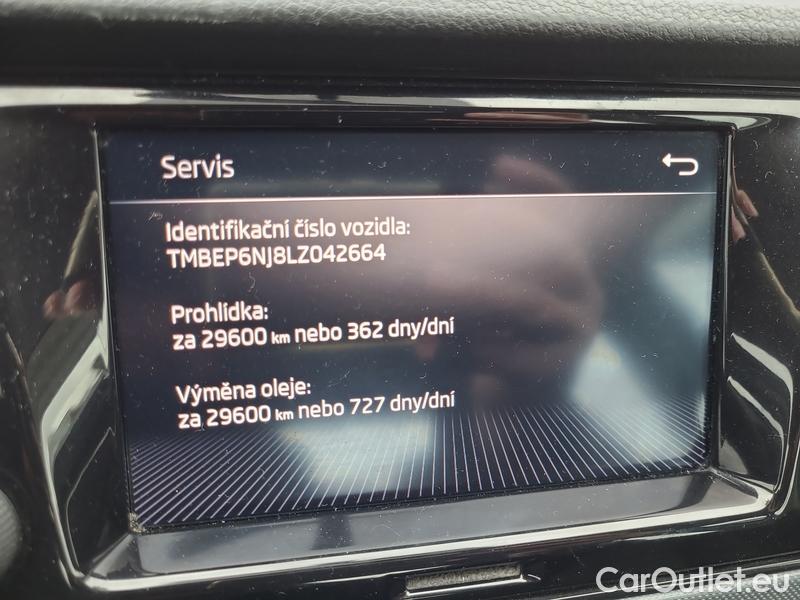 Servis
Identifikační číslo vozidla:
TMBEP6NJ8LZ042664
Prohlídka:
za 29600 km nebo 362 dny/dní
Výměna oleje:
za 29600 km nebo 727 dny/dní
CarOutlet.eu